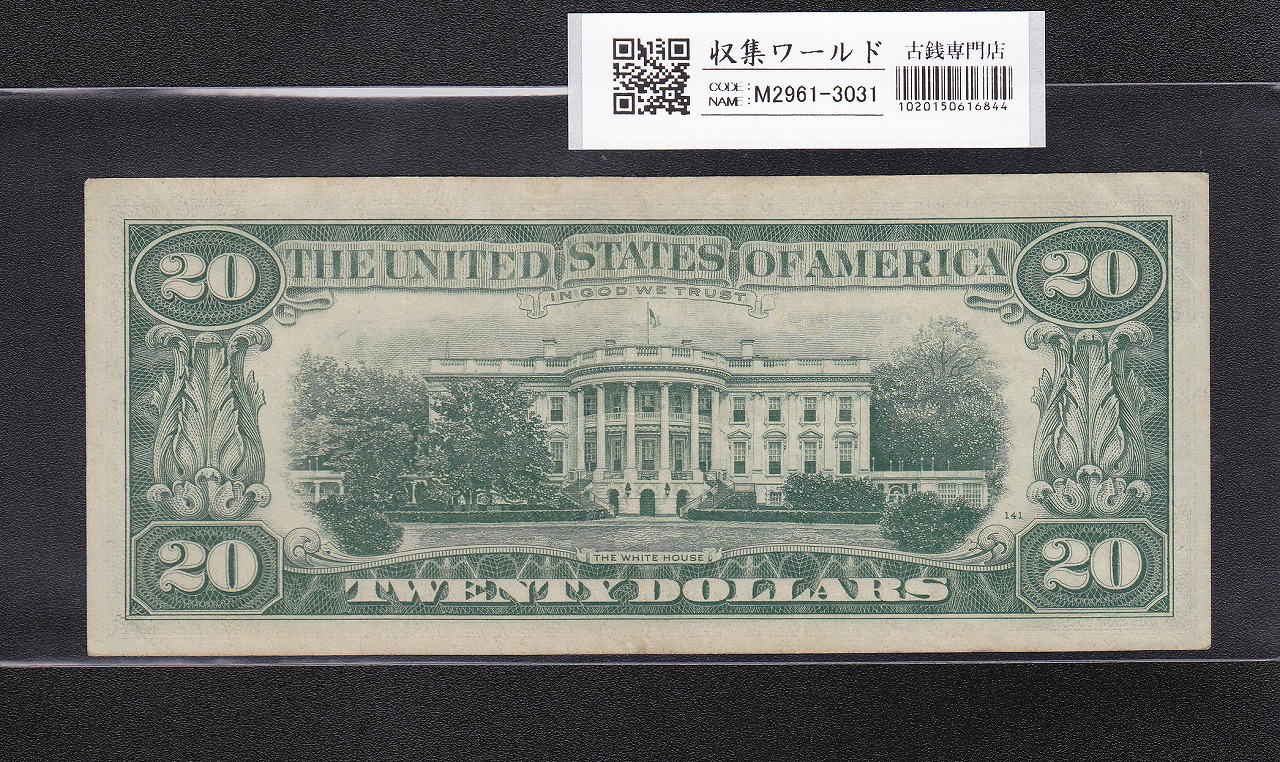 収集ワールド 古銭専門店
CODE:
NAME: M2961-3031
1020150616844
20 THE UNITED STATES OF AMERICA 20
IN GOD WE TRUST
141
THE WHITE HOUSE
20 TWENTY DOLLARS 20